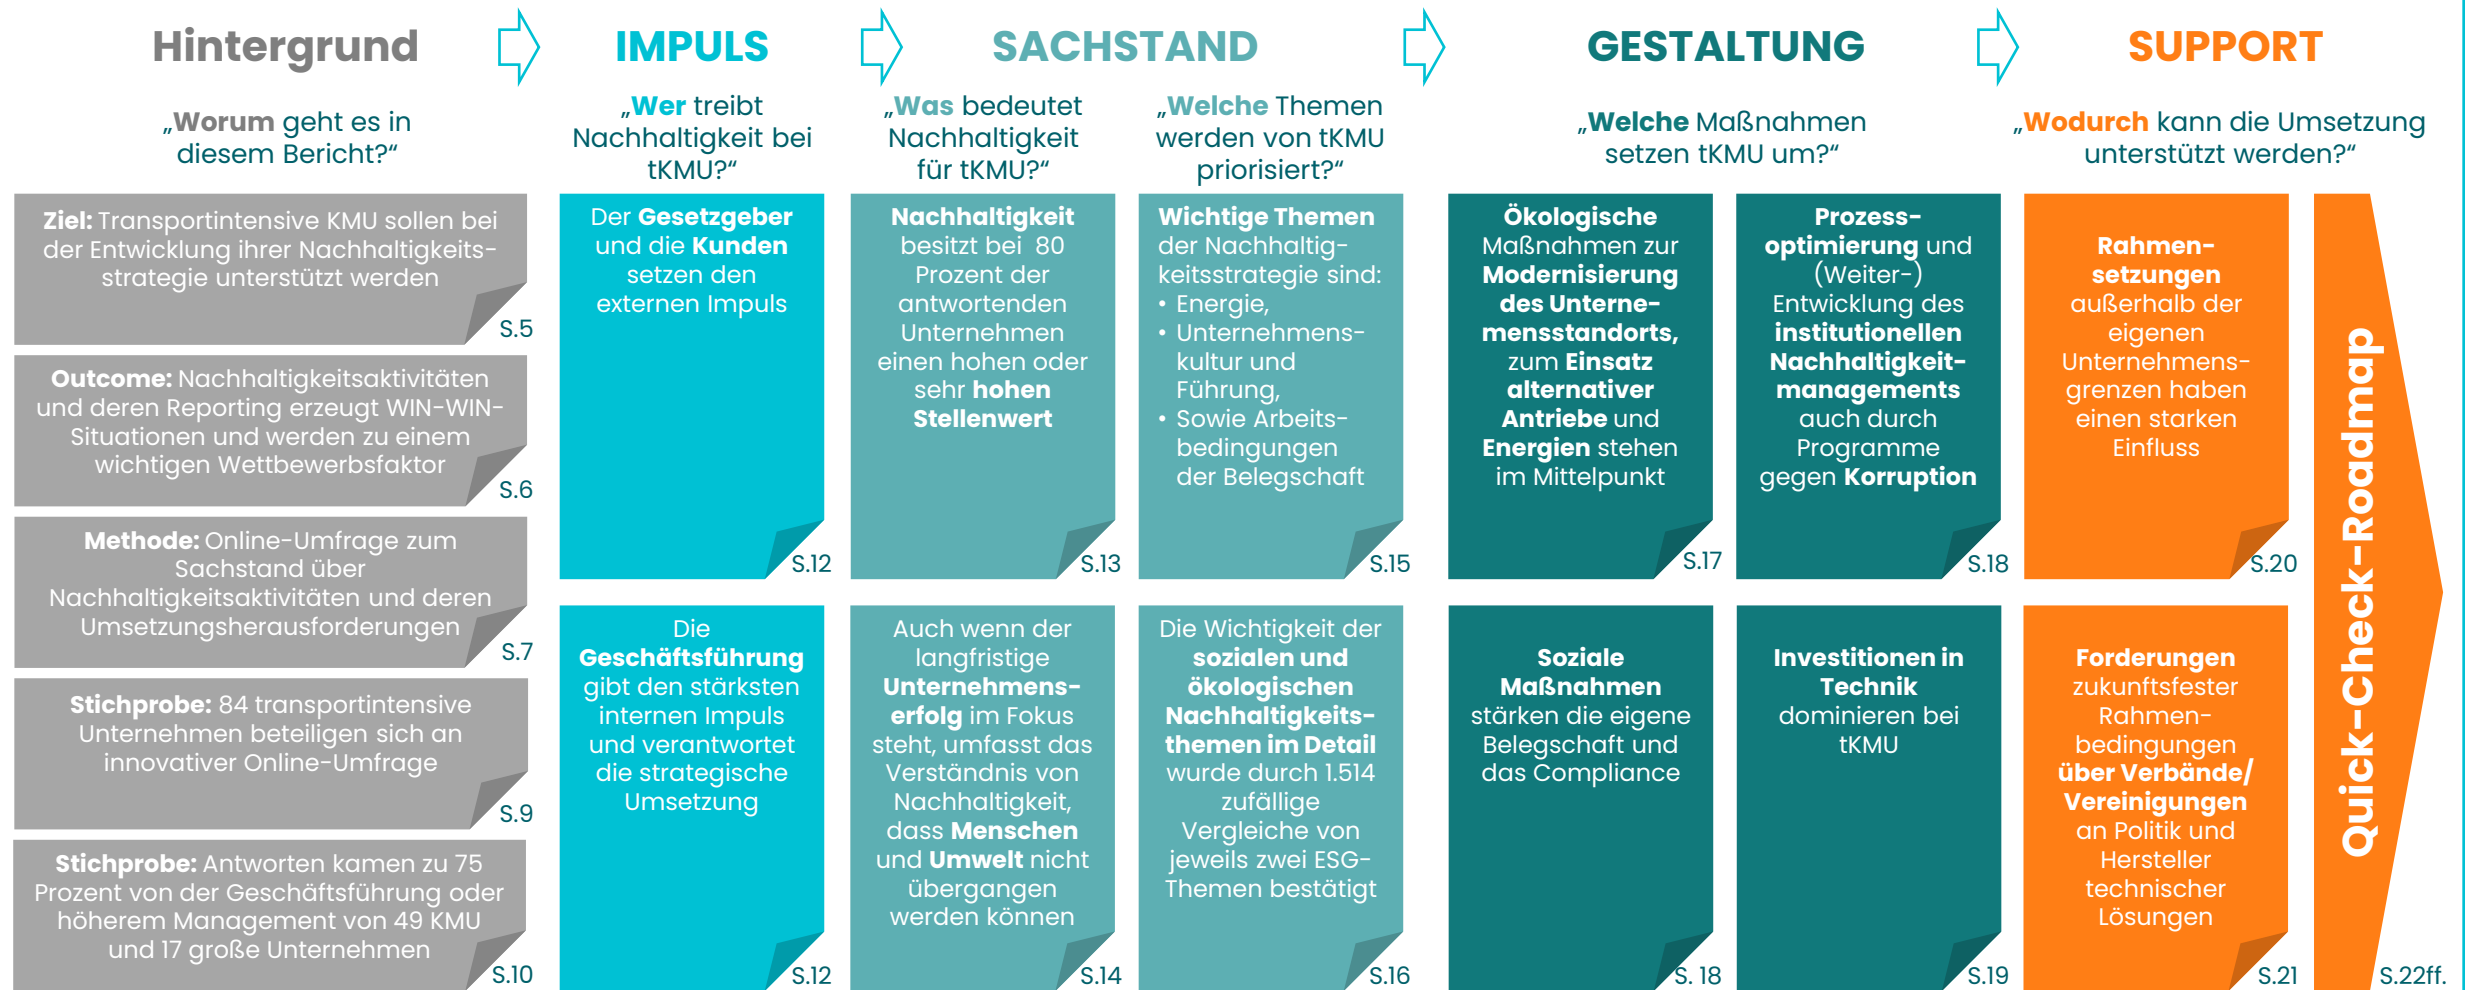 Hintergrund
„Worum geht es in
diesem Bericht?“
Ziel: Transportintensive KMU sollen bei
der Entwicklung ihrer Nachhaltigkeits-
strategie unterstützt werden
S.5
Outcome: Nachhaltigkeitsaktivitäten
und deren Reporting erzeugt WIN-WIN-
Situationen und werden zu einem
wichtigen Wettbewerbsfaktor
S.6
Methode: Online-Umfrage zum
Sachstand über
Nachhaltigkeitsaktivitäten und deren
Umsetzungsherausforderungen
S.7
Stichprobe: 84 transportintensive
Unternehmen beteiligen sich an
innovativer Online-Umfrage
S.9
Stichprobe: Antworten kamen zu 75
Prozent von der Geschäftsführung oder
höherem Management von 49 KMU
und 17 große Unternehmen
S.10
IMPULS
„Wer treibt
Nachhaltigkeit bei
tKMU?“
Der Gesetzgeber
und die Kunden
setzen den
externen Impuls
S.12
Die
Geschäftsführung
gibt den stärksten
internen Impuls
und verantwortet
die strategische
Umsetzung
S.12
SACHSTAND
„Was bedeutet
Nachhaltigkeit
für tKMU?“
Nachhaltigkeit
besitzt bei 80
Prozent der
antwortenden
Unternehmen
einen hohen oder
sehr hohen
Stellenwert
S.13
Auch wenn der
langfristige
Unternehmens-
erfolg im Fokus
steht, umfasst das
Verständnis von
Nachhaltigkeit,
dass Menschen
und Umwelt nicht
übergangen
werden können
S.14
„Welche Themen
werden von tKMU
priorisiert?“
Wichtige Themen
der Nachhaltig-
keitsstrategie sind:
• Energie,
• Unternehmens-
kultur und
Führung,
• Sowie Arbeits-
bedingungen
der Belegschaft
S.15
Die Wichtigkeit der
sozialen und
ökologischen
Nachhaltigkeits-
themen im Detail
wurde durch 1.514
zufällige
Vergleiche von
jeweils zwei ESG-
Themen bestätigt
S.16
GESTALTUNG
„Welche Maßnahmen
setzen tKMU um?“
Ökologische
Maßnahmen zur
Modernisierung
des Unterne-
mensstandorts,
zum Einsatz
alternativer
Antriebe und
Energien stehen
im Mittelpunkt
S.17
Prozess-
optimierung und
(Weiter-)
Entwicklung des
institutionellen
Nachhaltigkeit-
managements
auch durch
Programme
gegen Korruption
S.18
Soziale
Maßnahmen
stärken die eigene
Belegschaft und
das Compliance
S. 18
Investitionen in
Technik
dominieren bei
tKMU
S.19
SUPPORT
„Wodurch kann die Umsetzung
unterstützt werden?“
Rahmen-
setzungen
außerhalb der
eigenen
Unternehmens-
grenzen haben
einen starken
Einfluss
S.20
Forderungen
zukunftsfester
Rahmen-
bedingungen
über Verbände/
Vereinigungen
an Politik und
Hersteller
technischer
Lösungen
S.21
Quick-Check-Roadmap
S.22ff.